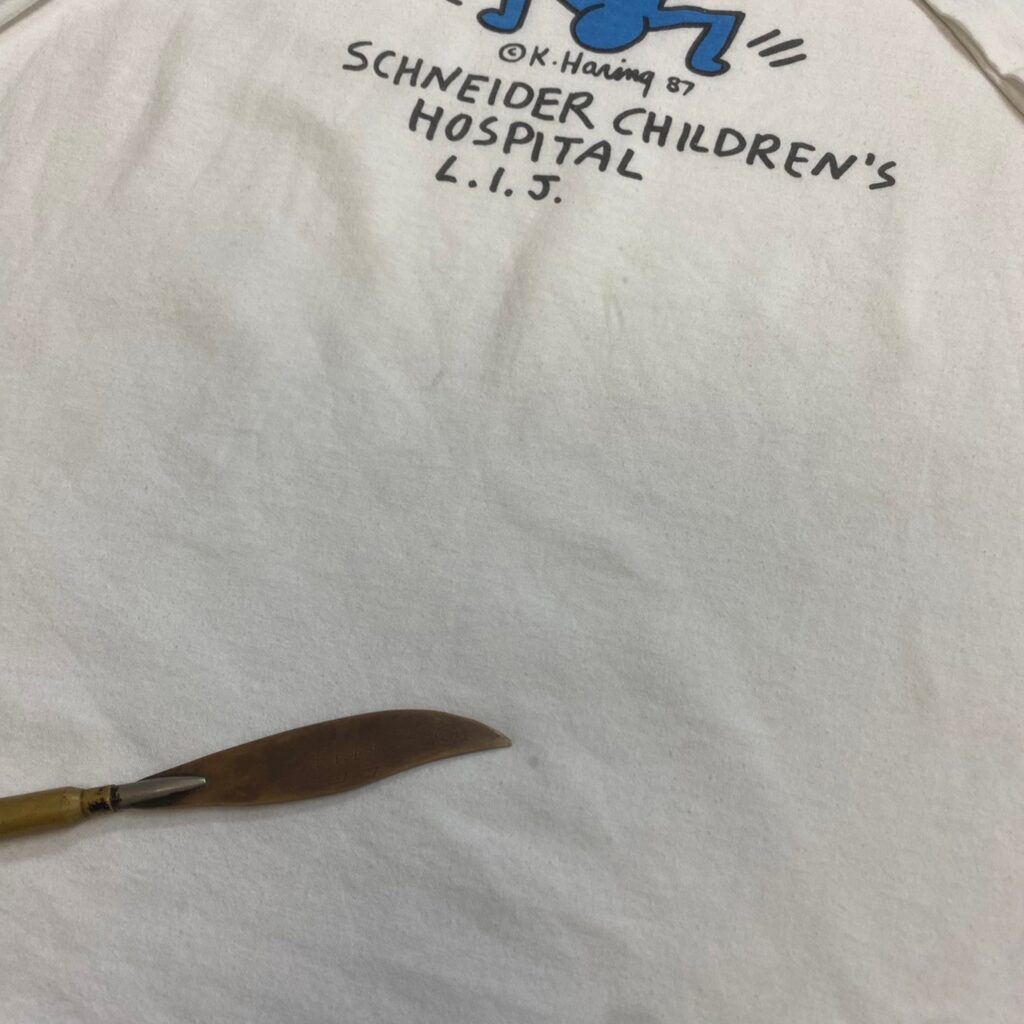 ©K.Haring 87
SCHNEIDER CHILDREN'S
HOSPITAL
L.I.J.